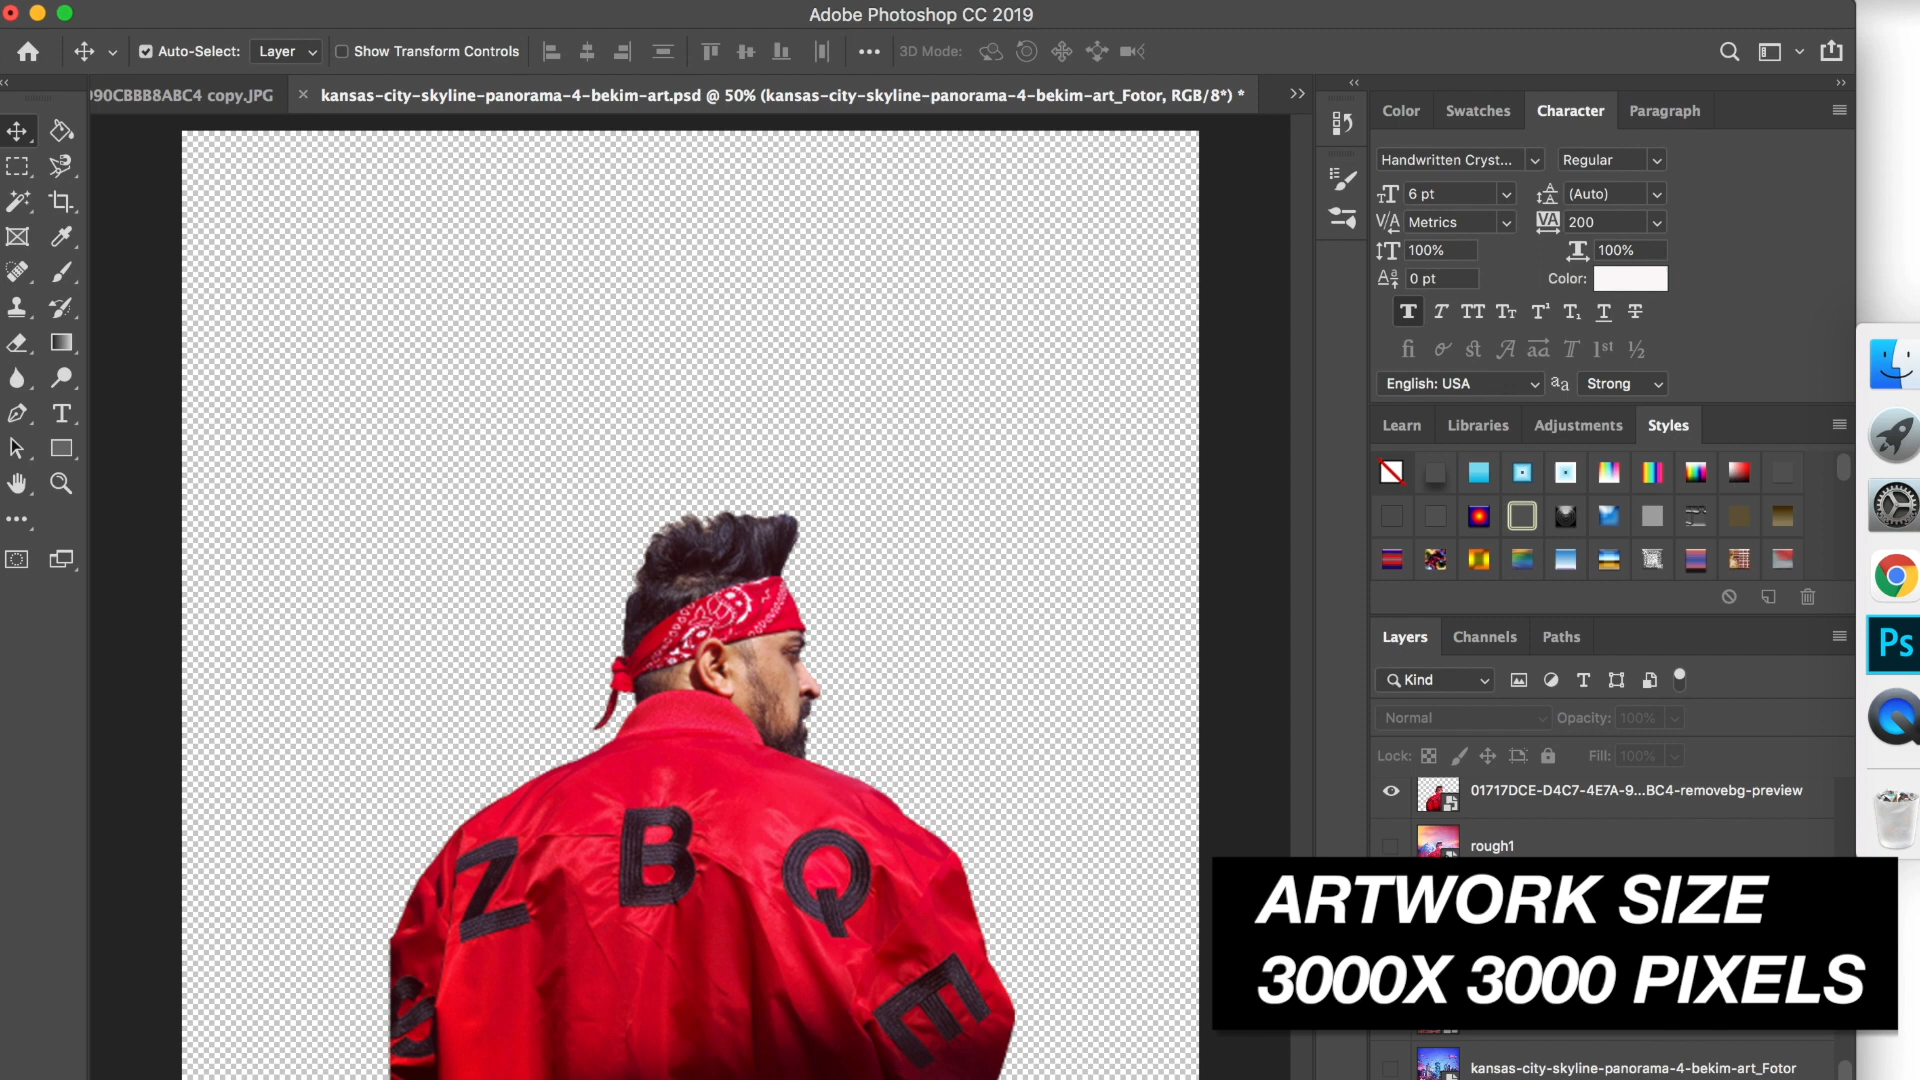 Adobe Photoshop CC 2019
Auto-Select: Layer Show Transform Controls 3D Mode:
090CBBB8ABC4 copy.JPG
kansas-city-skyline-panorama-4-bekim-art.psd @ 50% (kansas-city-skyline-panorama-4-bekim-art_Fotor, RGB/8*) *
Color Swatches Character Paragraph
Handwritten Cryst... Regular
6 pt (Auto)
Metrics 200
100% 100%
0 pt Color:
English: USA Strong
Learn Libraries Adjustments Styles
Layers Channels Paths
Kind
Normal Opacity: 100%
Lock: Fill: 100%
01717DCE-D4C7-4E7A-9...BC4-removebg-preview
rough1
kansas-city-skyline-panorama-4-bekim-art_Fotor
Ps
Z B Q E
ARTWORK SIZE
3000X 3000 PIXELS